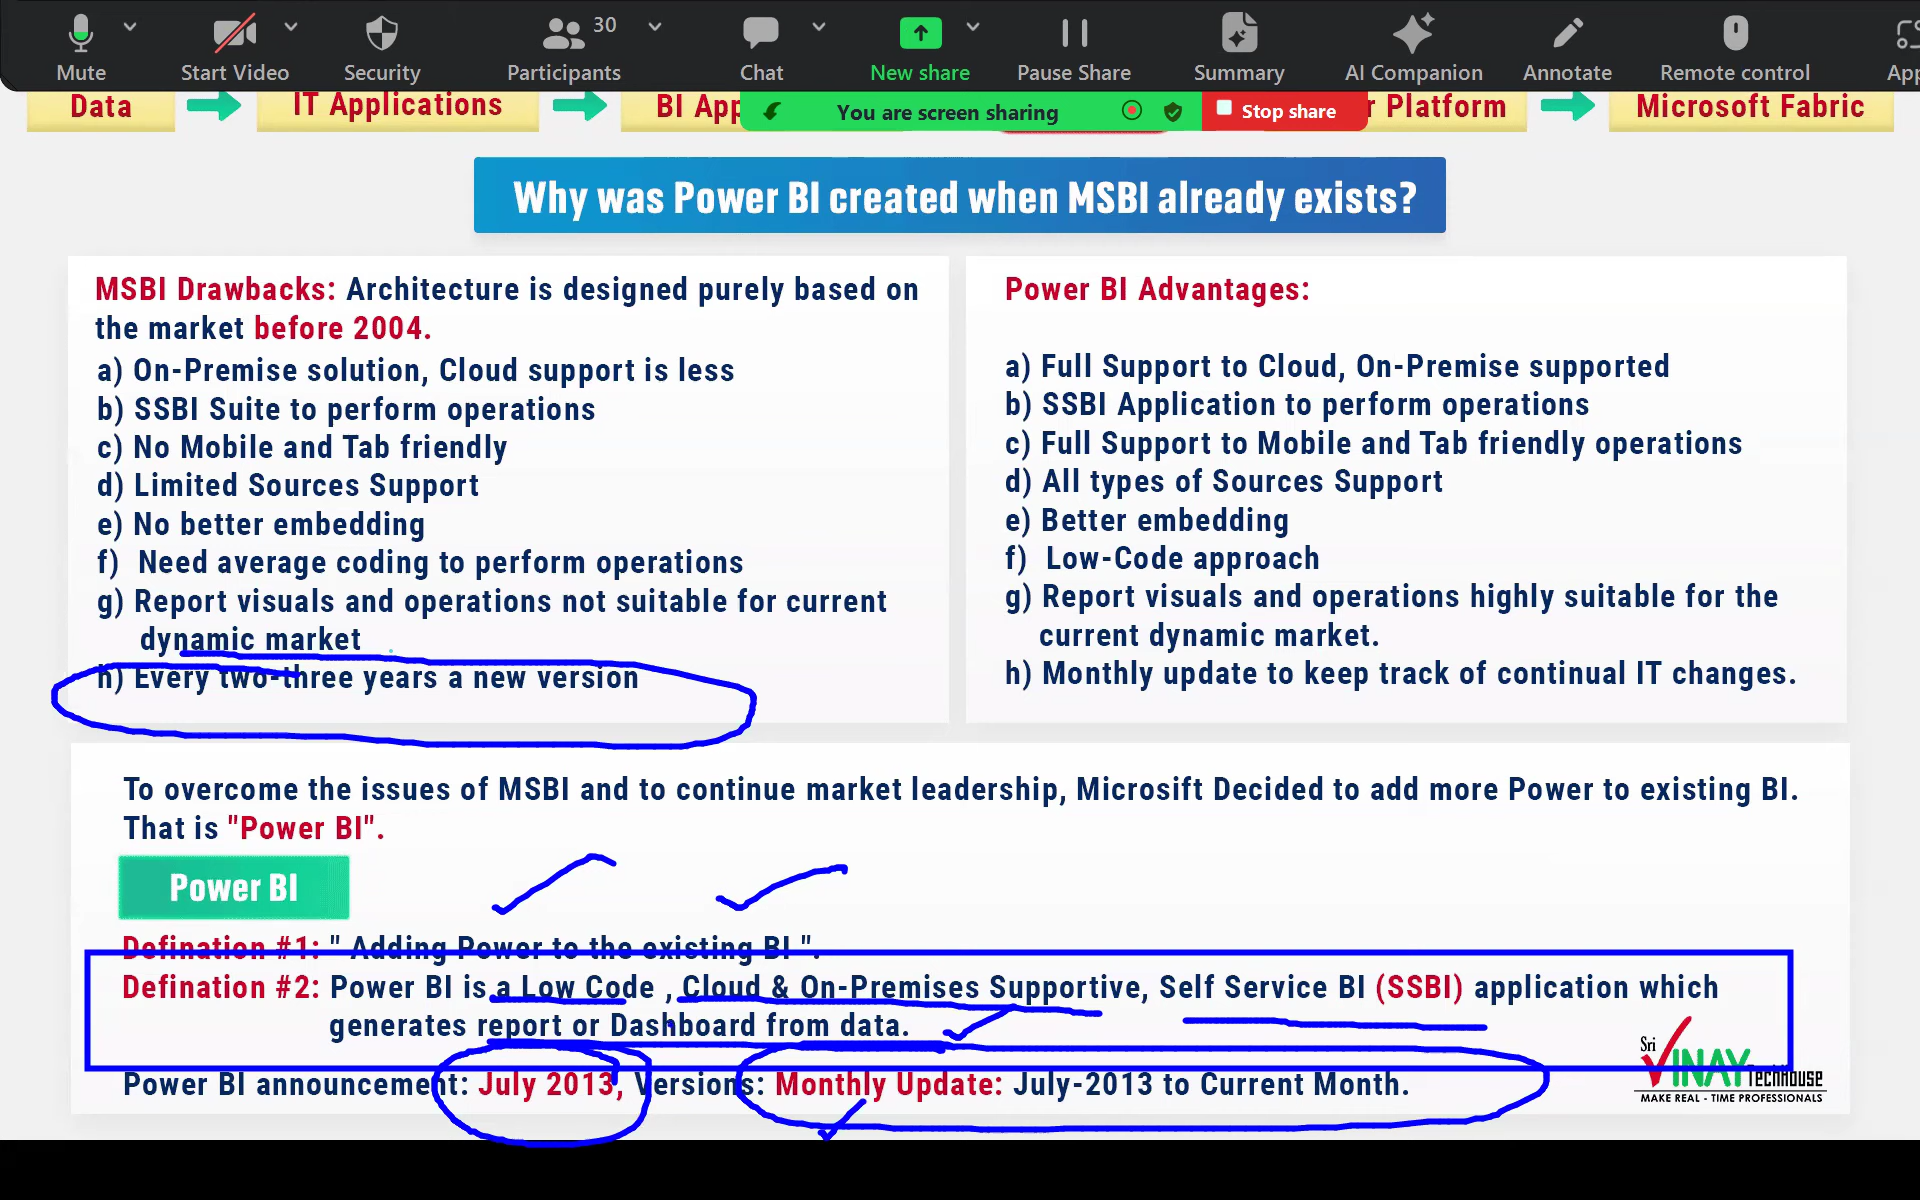 30
Mute Start Video Security Participants Chat New share Pause Share Summary AI Companion Annotate Remote control App
Data IT Applications BI App You are screen sharing Stop share r Platform Microsoft Fabric
Why was Power BI created when MSBI already exists?
MSBI Drawbacks: Architecture is designed purely based on
the market before 2004.
a) On-Premise solution, Cloud support is less
b) SSBI Suite to perform operations
c) No Mobile and Tab friendly
d) Limited Sources Support
e) No better embedding
f) Need average coding to perform operations
g) Report visuals and operations not suitable for current
dynamic market
h) Every two-three years a new version
Power BI Advantages:
a) Full Support to Cloud, On-Premise supported
b) SSBI Application to perform operations
c) Full Support to Mobile and Tab friendly operations
d) All types of Sources Support
e) Better embedding
f) Low-Code approach
g) Report visuals and operations highly suitable for the
current dynamic market.
h) Monthly update to keep track of continual IT changes.
To overcome the issues of MSBI and to continue market leadership, Microsift Decided to add more Power to existing BI.
That is "Power BI".
Power BI
Defination #1: " Adding Power to the existing BI ".
Defination #2: Power BI is a Low Code , Cloud & On-Premises Supportive, Self Service BI (SSBI) application which
generates report or Dashboard from data.
Power BI announcement: July 2013, Versions: Monthly Update: July-2013 to Current Month.
Sri
VINAY TechHouse
MAKE REAL - TIME PROFESSIONALS